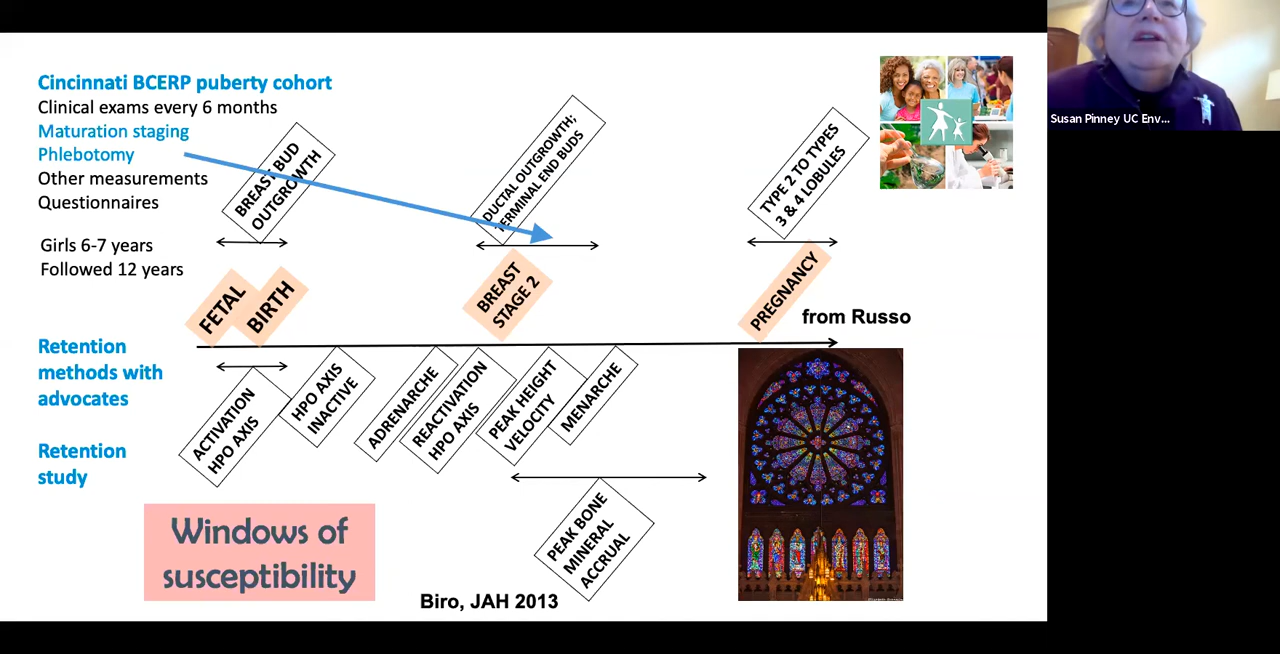 Cincinnati BCERP puberty cohort
Clinical exams every 6 months
Maturation staging
Phlebotomy
Other measurements
Questionnaires
Girls 6-7 years
Followed 12 years
BREAST BUD
OUTGROWTH
DUCTAL OUTGROWTH;
TERMINAL END BUDS
TYPE 2 TO TYPES
3 & 4 LOBULES
FETAL
BIRTH
BREAST
STAGE 2
PREGNANCY
from Russo
Retention
methods with
advocates
Retention
study
ACTIVATION
HPO AXIS
HPO AXIS
INACTIVE
ADRENARCHE
REACTIVATION
HPO AXIS
PEAK HEIGHT
VELOCITY
MENARCHE
PEAK BONE
MINERAL
ACCRUAL
Windows of
susceptibility
Biro, JAH 2013
Susan Pinney UC Env...